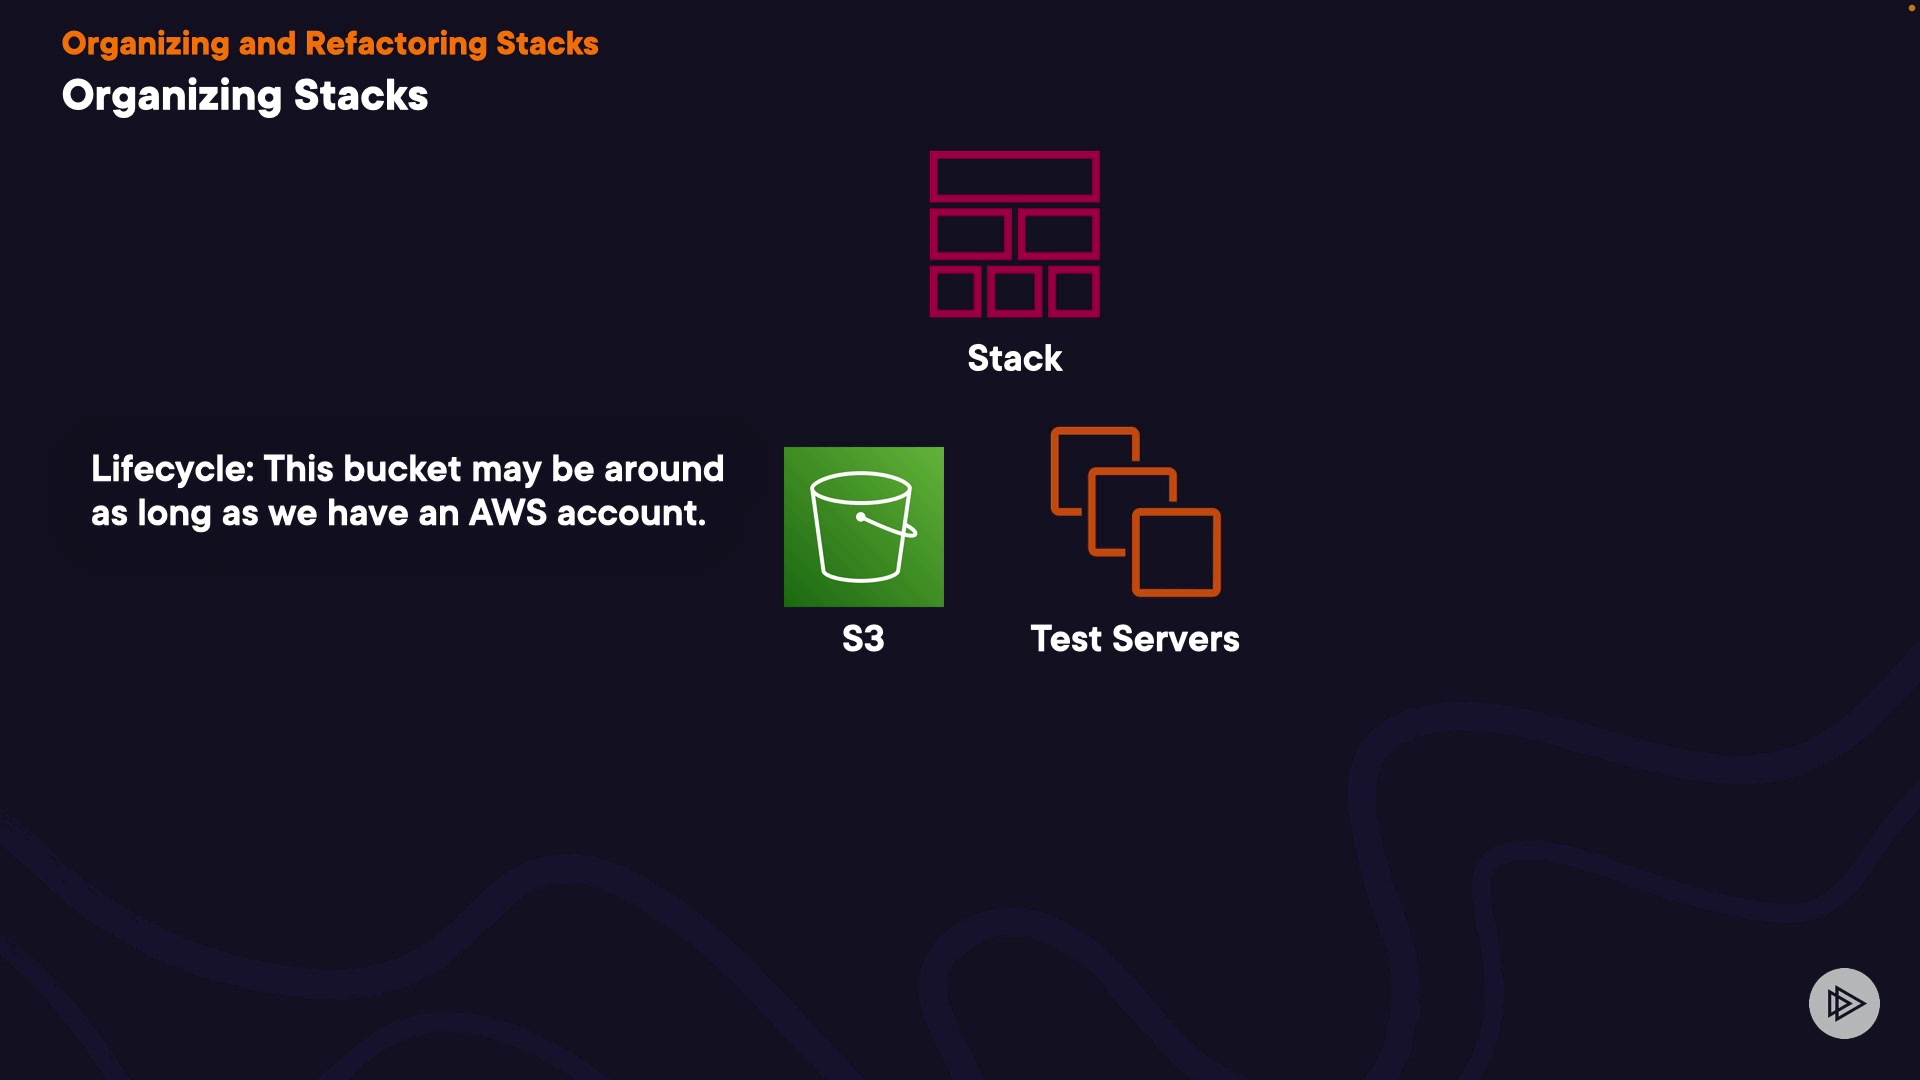 Organizing and Refactoring Stacks
Organizing Stacks
Stack
Lifecycle: This bucket may be around
as long as we have an AWS account.
S3
Test Servers